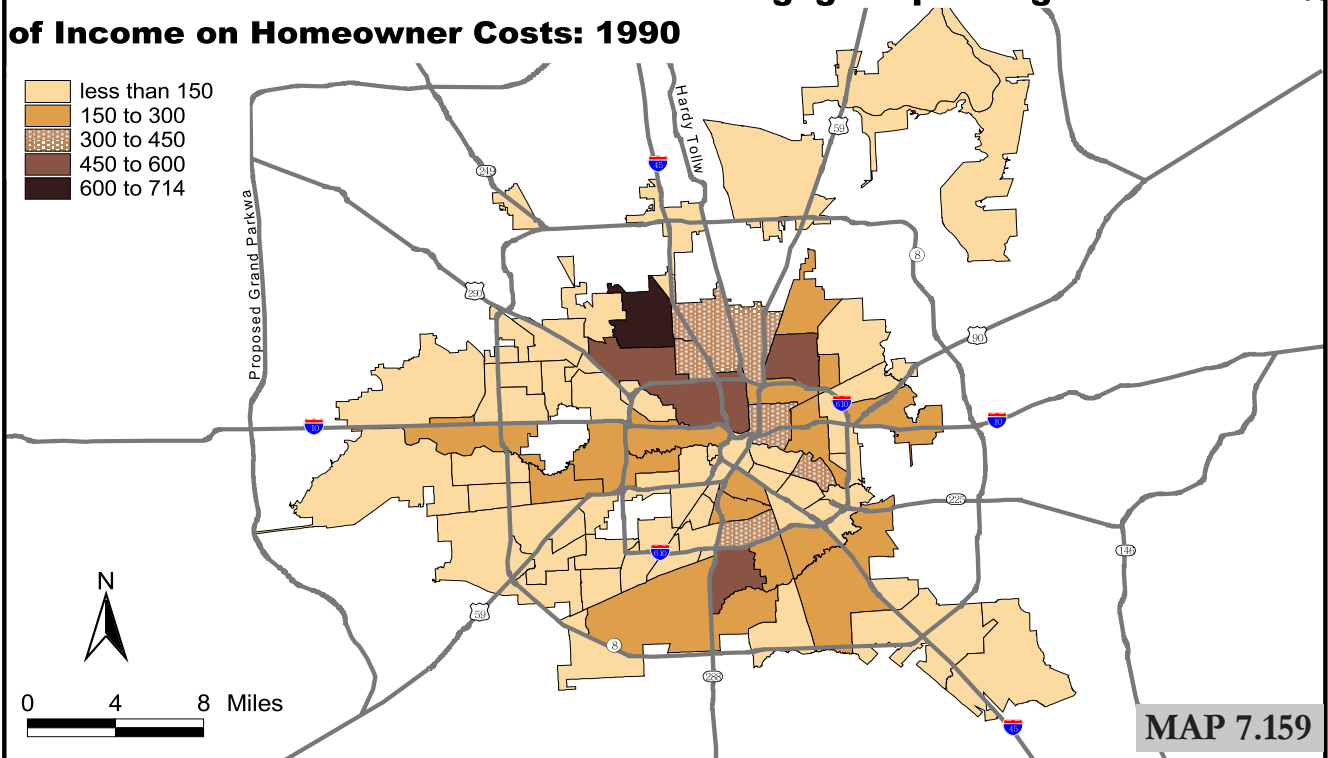 of Income on Homeowner Costs: 1990
less than 150
150 to 300
300 to 450
450 to 600
600 to 714
Hardy Tollw
Proposed Grand Parkwa
59
45
249
8
290
90
10
610
10
225
610
146
59
8
288
45
N
0 4 8 Miles
MAP 7.159